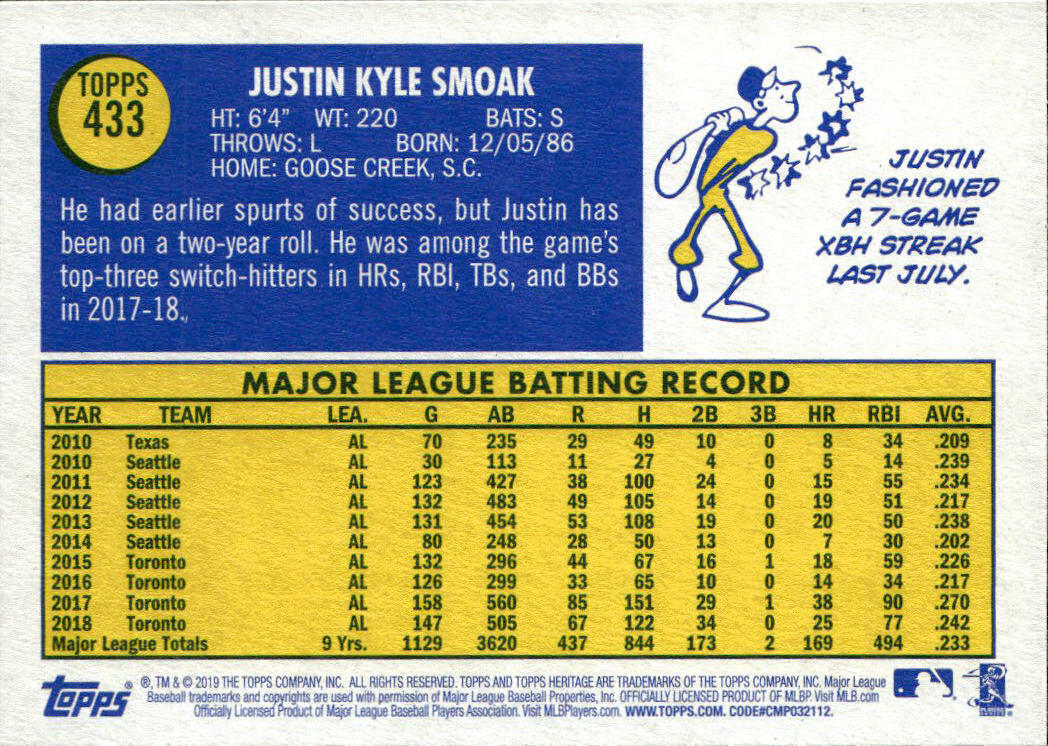 TOPPS
433
JUSTIN KYLE SMOAK
HT: 6'4" WT: 220 BATS: S
THROWS: L BORN: 12/05/86
HOME: GOOSE CREEK, S.C.
He had earlier spurts of success, but Justin has
been on a two-year roll. He was among the game's
top-three switch-hitters in HRs, RBI, TBs, and BBs
in 2017-18.
JUSTIN
FASHIONED
A 7-GAME
XBH STREAK
LAST JULY.
MAJOR LEAGUE BATTING RECORD
YEAR TEAM LEA. G AB R H 2B 3B HR RBI AVG.
2010 Texas AL 70 235 29 49 10 0 8 34 .209
2010 Seattle AL 30 113 11 27 4 0 5 14 .239
2011 Seattle AL 123 427 38 100 24 0 15 55 .234
2012 Seattle AL 132 483 49 105 14 0 19 51 .217
2013 Seattle AL 131 454 53 108 19 0 20 50 .238
2014 Seattle AL 80 248 28 50 13 0 7 30 .202
2015 Toronto AL 132 296 44 67 16 1 18 59 .226
2016 Toronto AL 126 299 33 65 10 0 14 34 .217
2017 Toronto AL 158 560 85 151 29 1 38 90 .270
2018 Toronto AL 147 505 67 122 34 0 25 77 .242
Major League Totals 9 Yrs. 1129 3620 437 844 173 2 169 494 .233
TOPPS ®
®, TM & © 2019 THE TOPPS COMPANY, INC. ALL RIGHTS RESERVED. TOPPS AND TOPPS HERITAGE ARE TRADEMARKS OF THE TOPPS COMPANY, INC. Major League
Baseball trademarks and copyrights are used with permission of Major League Baseball Properties, Inc. OFFICIALLY LICENSED PRODUCT OF MLBP. Visit MLB.com
Officially Licensed Product of Major League Baseball Players Association. Visit MLBPlayers.com. WWW.TOPPS.COM. CODE#CMP032112.